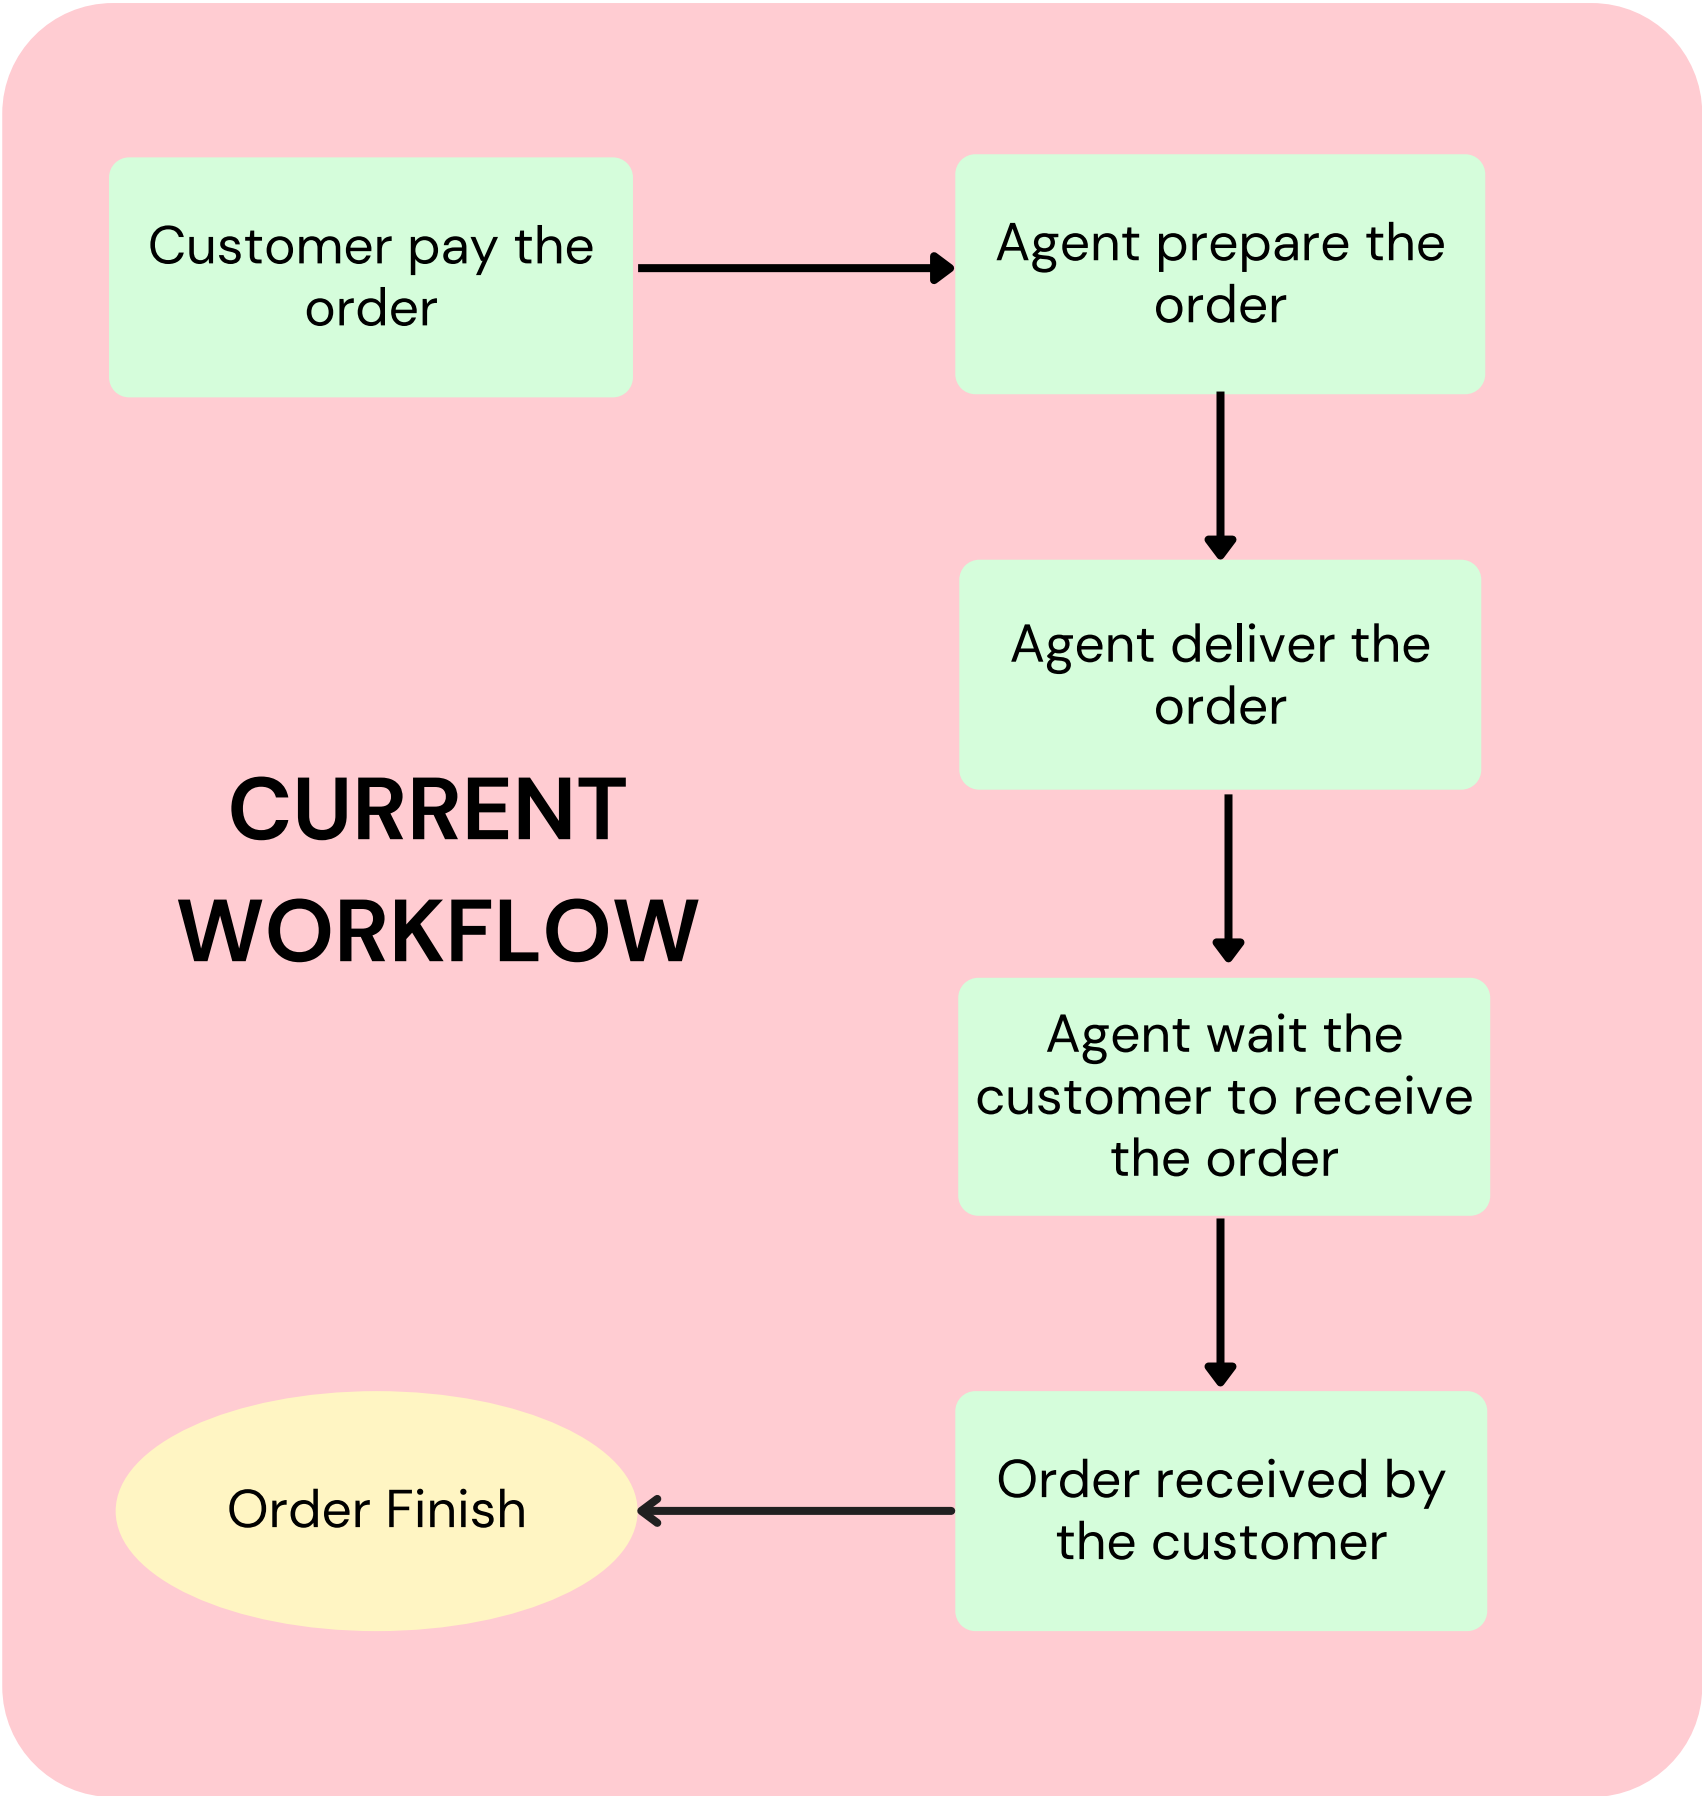 Customer pay the
order
Agent prepare the
order
Agent deliver the
order
CURRENT
WORKFLOW
Agent wait the
customer to receive
the order
Order received by
the customer
Order Finish